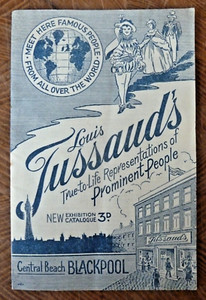 MEET HERE FAMOUS PEOPLE
FROM ALL OVER THE WORLD
Louis
Tussaud's
True-to-Life Representations of
Prominent People
NEW EXHIBITION
CATALOGUE 3D
Tussaud's
Central Beach BLACKPOOL